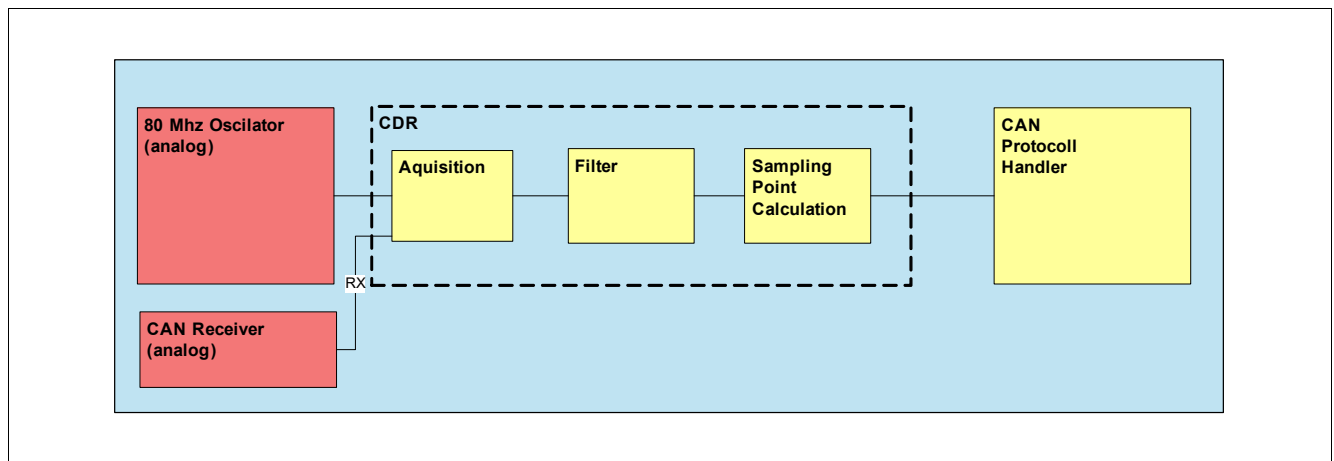 80 Mhz Oscilator
(analog)
CDR
Aquisition
Filter
Sampling
Point
Calculation
CAN
Protocoll
Handler
RX
CAN Receiver
(analog)